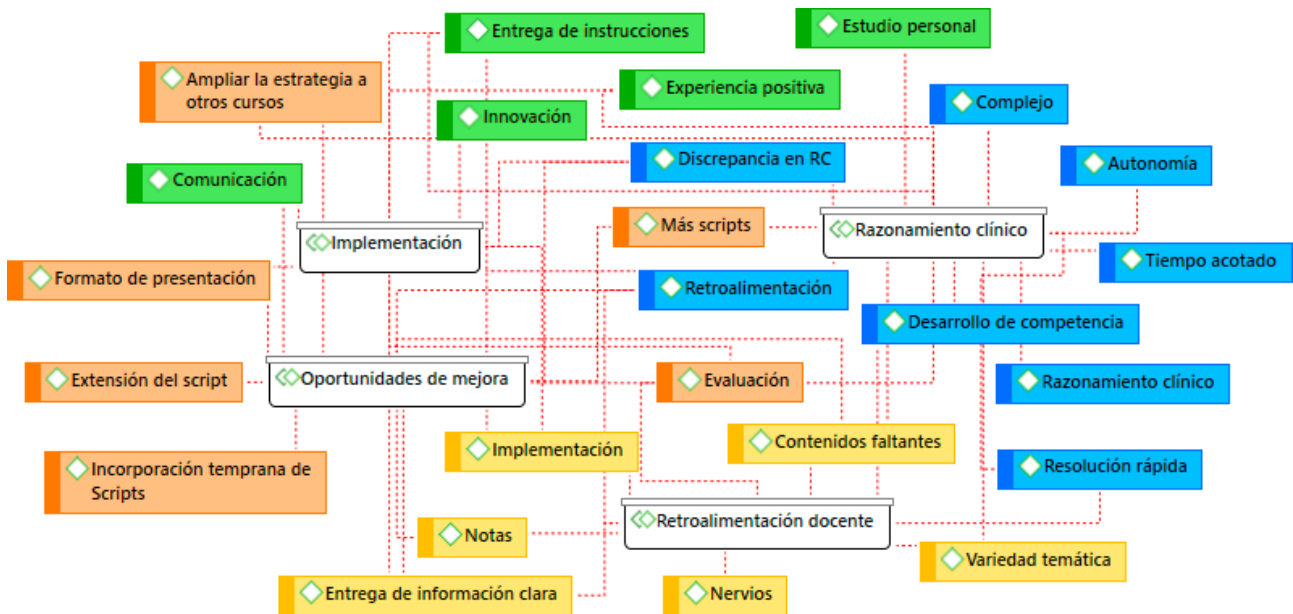 Entrega de instrucciones
Estudio personal
Ampliar la estrategia a
otros cursos
Experiencia positiva
Complejo
Innovación
Discrepancia en RC
Autonomía
Comunicación
Más scripts
Razonamiento clínico
Implementación
Tiempo acotado
Formato de presentación
Retroalimentación
Desarrollo de competencia
Extensión del script
Oportunidades de mejora
Evaluación
Razonamiento clínico
Implementación
Contenidos faltantes
Incorporación temprana de
Scripts
Resolución rápida
Retroalimentación docente
Notas
Variedad temática
Entrega de información clara
Nervios